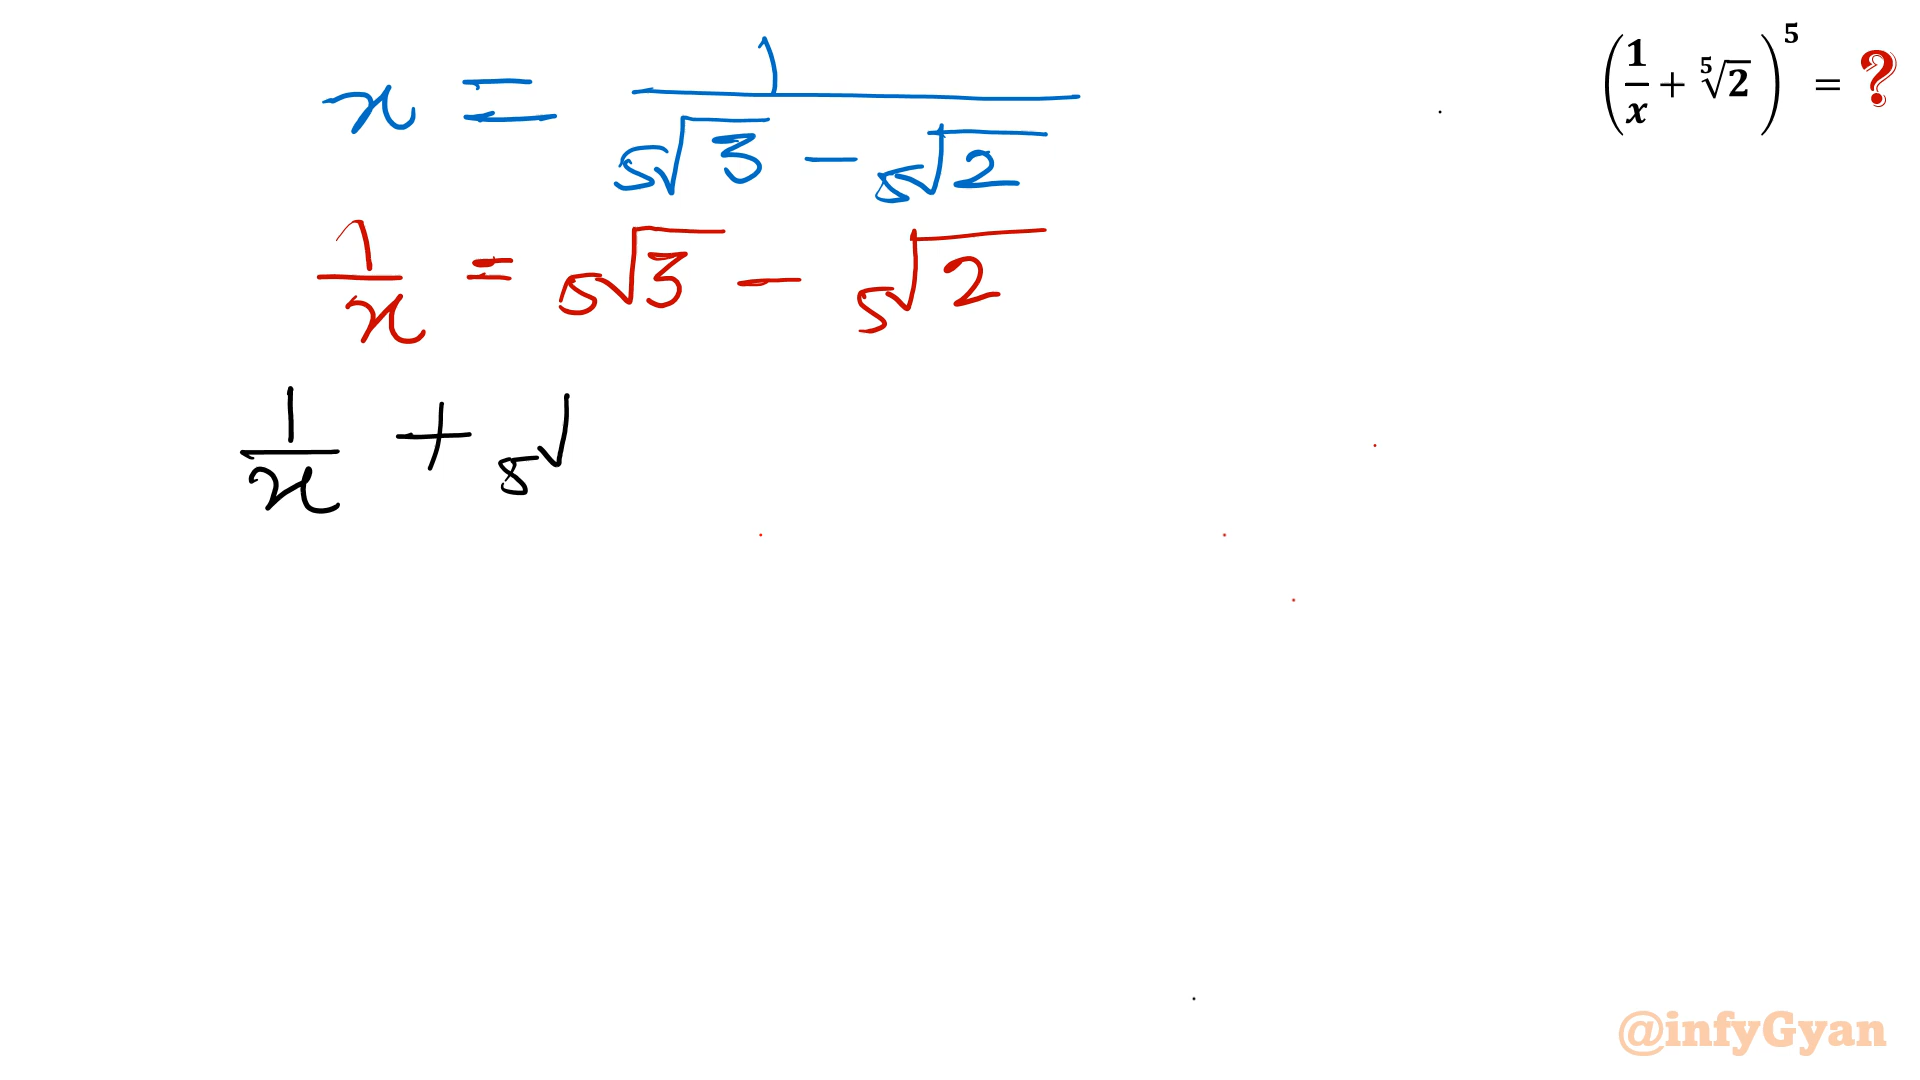 x = 1/(⁵√3 − ⁵√2)
(1/x + ⁵√2)⁵ = ?
1/x = ⁵√3 − ⁵√2
1/x + ⁵√
@infyGyan